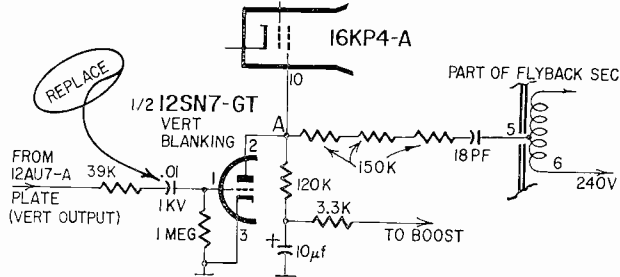 16KP4-A
REPLACE
10
PART OF FLYBACK SEC
1/2 12SN7-GT
VERT
BLANKING
A
2
5
150K
18PF
6
240V
FROM
12AU7-A
PLATE
(VERT OUTPUT)
39K
.01
1KV
1
120K
3.3K
TO BOOST
1 MEG
3
+
10µf